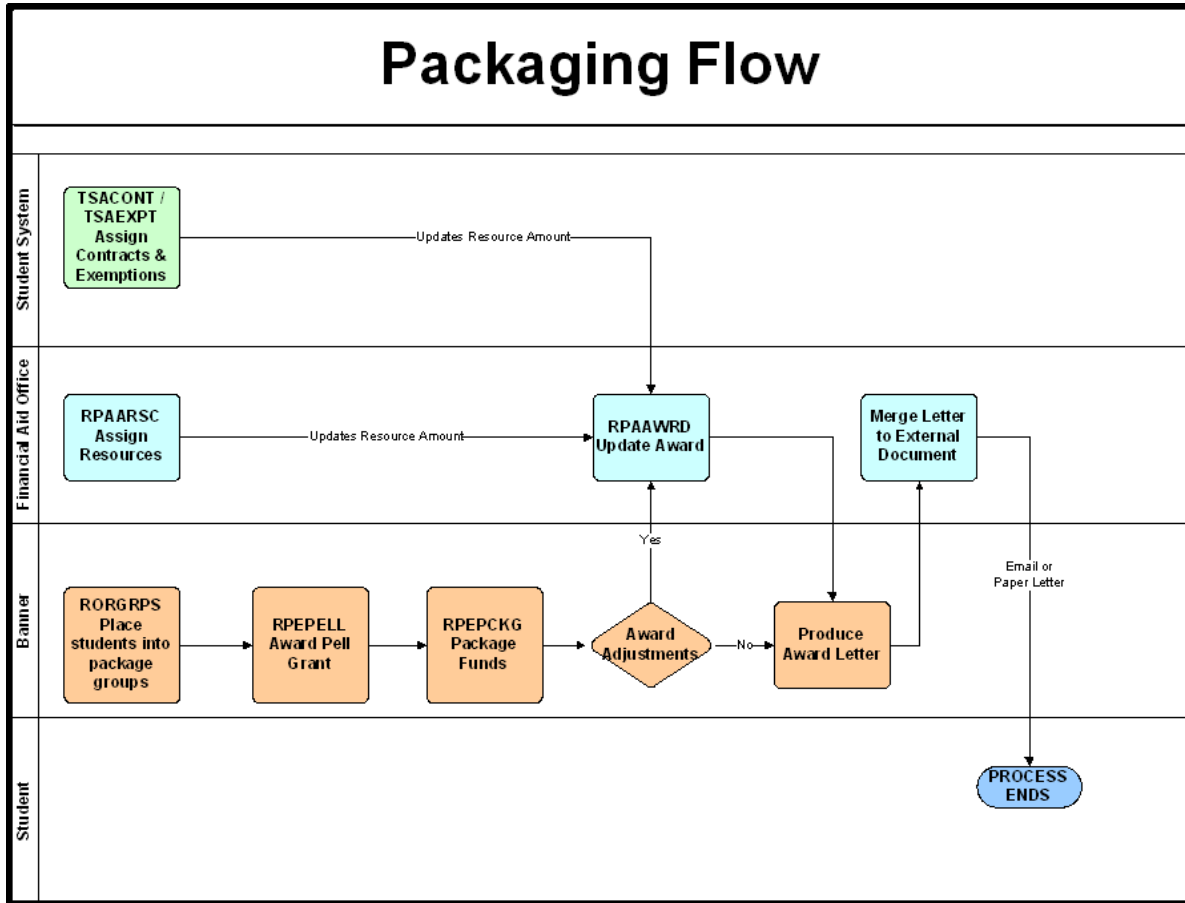 Packaging Flow
Student System
TSACONT /
TSAEXPT
Assign
Contracts &
Exemptions
Updates Resource Amount
Financial Aid Office
RPAARSC
Assign
Resources
Updates Resource Amount
RPAAWRD
Update Award
Merge Letter
to External
Document
Banner
RORGRPS
Place
students into
package
groups
RPEPELL
Award Pell
Grant
RPEPCKG
Package
Funds
Award
Adjustments
Yes
No
Produce
Award Letter
Email or
Paper Letter
Student
PROCESS
ENDS